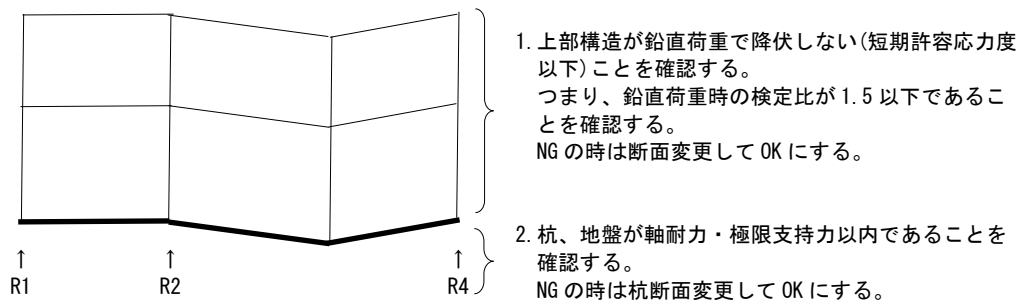 1. 上部構造が鉛直荷重で降伏しない(短期許容応力度
以下)ことを確認する。
つまり、鉛直荷重時の検定比が1.5以下であるこ
とを確認する。
NGの時は断面変更してOKにする。
2. 杭、地盤が軸耐力・極限支持力以内であることを
確認する。
NGの時は杭断面変更してOKにする。
↑ ↑ ↑
R1 R2 R4